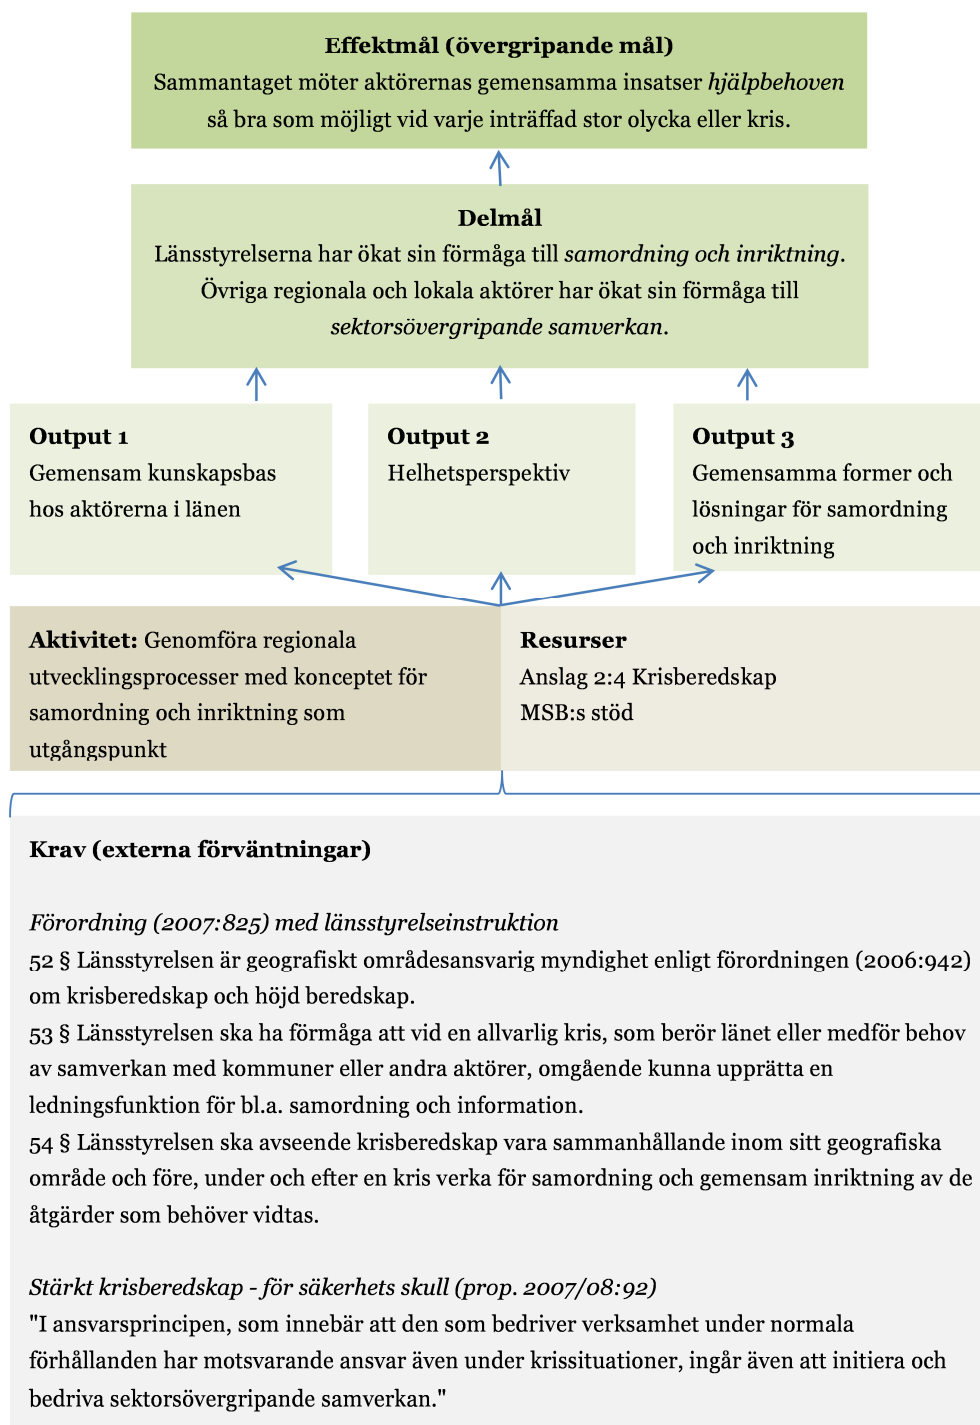 Effektmål (övergripande mål)
Sammantaget möter aktörernas gemensamma insatser hjälpbehoven
så bra som möjligt vid varje inträffad stor olycka eller kris.
Delmål
Länsstyrelserna har ökat sin förmåga till samordning och inriktning.
Övriga regionala och lokala aktörer har ökat sin förmåga till
sektorsövergripande samverkan.
Output 1
Gemensam kunskapsbas
hos aktörerna i länen
Output 2
Helhetsperspektiv
Output 3
Gemensamma former och
lösningar för samordning
och inriktning
Aktivitet: Genomföra regionala
utvecklingsprocesser med konceptet för
samordning och inriktning som
utgångspunkt
Resurser
Anslag 2:4 Krisberedskap
MSB:s stöd
Krav (externa förväntningar)
Förordning (2007:825) med länsstyrelseinstruktion
52 § Länsstyrelsen är geografiskt områdesansvarig myndighet enligt förordningen (2006:942)
om krisberedskap och höjd beredskap.
53 § Länsstyrelsen ska ha förmåga att vid en allvarlig kris, som berör länet eller medför behov
av samverkan med kommuner eller andra aktörer, omgående kunna upprätta en
ledningsfunktion för bl.a. samordning och information.
54 § Länsstyrelsen ska avseende krisberedskap vara sammanhållande inom sitt geografiska
område och före, under och efter en kris verka för samordning och gemensam inriktning av de
åtgärder som behöver vidtas.
Stärkt krisberedskap - för säkerhets skull (prop. 2007/08:92)
"I ansvarsprincipen, som innebär att den som bedriver verksamhet under normala
förhållanden har motsvarande ansvar även under krissituationer, ingår även att initiera och
bedriva sektorsövergripande samverkan."